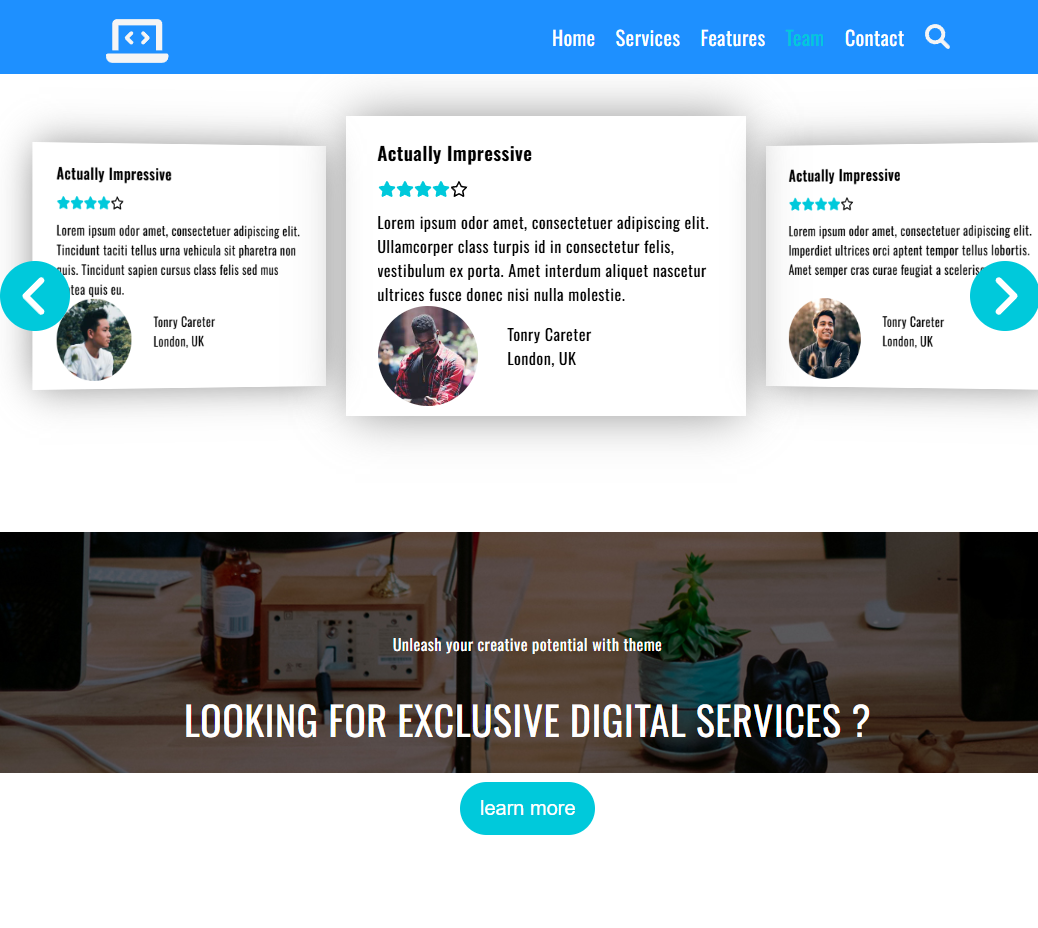 Home Services Features Team Contact
Actually Impressive
Lorem ipsum odor amet, consectetuer adipiscing elit.
Tincidunt taciti tellus urna vehicula sit pharetra non
quis. Tincidunt sapien cursus class felis sed mus
tea quis eu.
Tonry Careter
London, UK
Actually Impressive
Lorem ipsum odor amet, consectetuer adipiscing elit.
Ullamcorper class turpis id in consectetur felis,
vestibulum ex porta. Amet interdum aliquet nascetur
ultrices fusce donec nisi nulla molestie.
Tonry Careter
London, UK
Actually Impressive
Lorem ipsum odor amet, consectetuer adipiscing elit.
Imperdiet ultrices orci aptent tempor tellus lobortis.
Amet semper cras curae feugiat a
Tonry Careter
London, UK
Unleash your creative potential with theme
LOOKING FOR EXCLUSIVE DIGITAL SERVICES ?
learn more